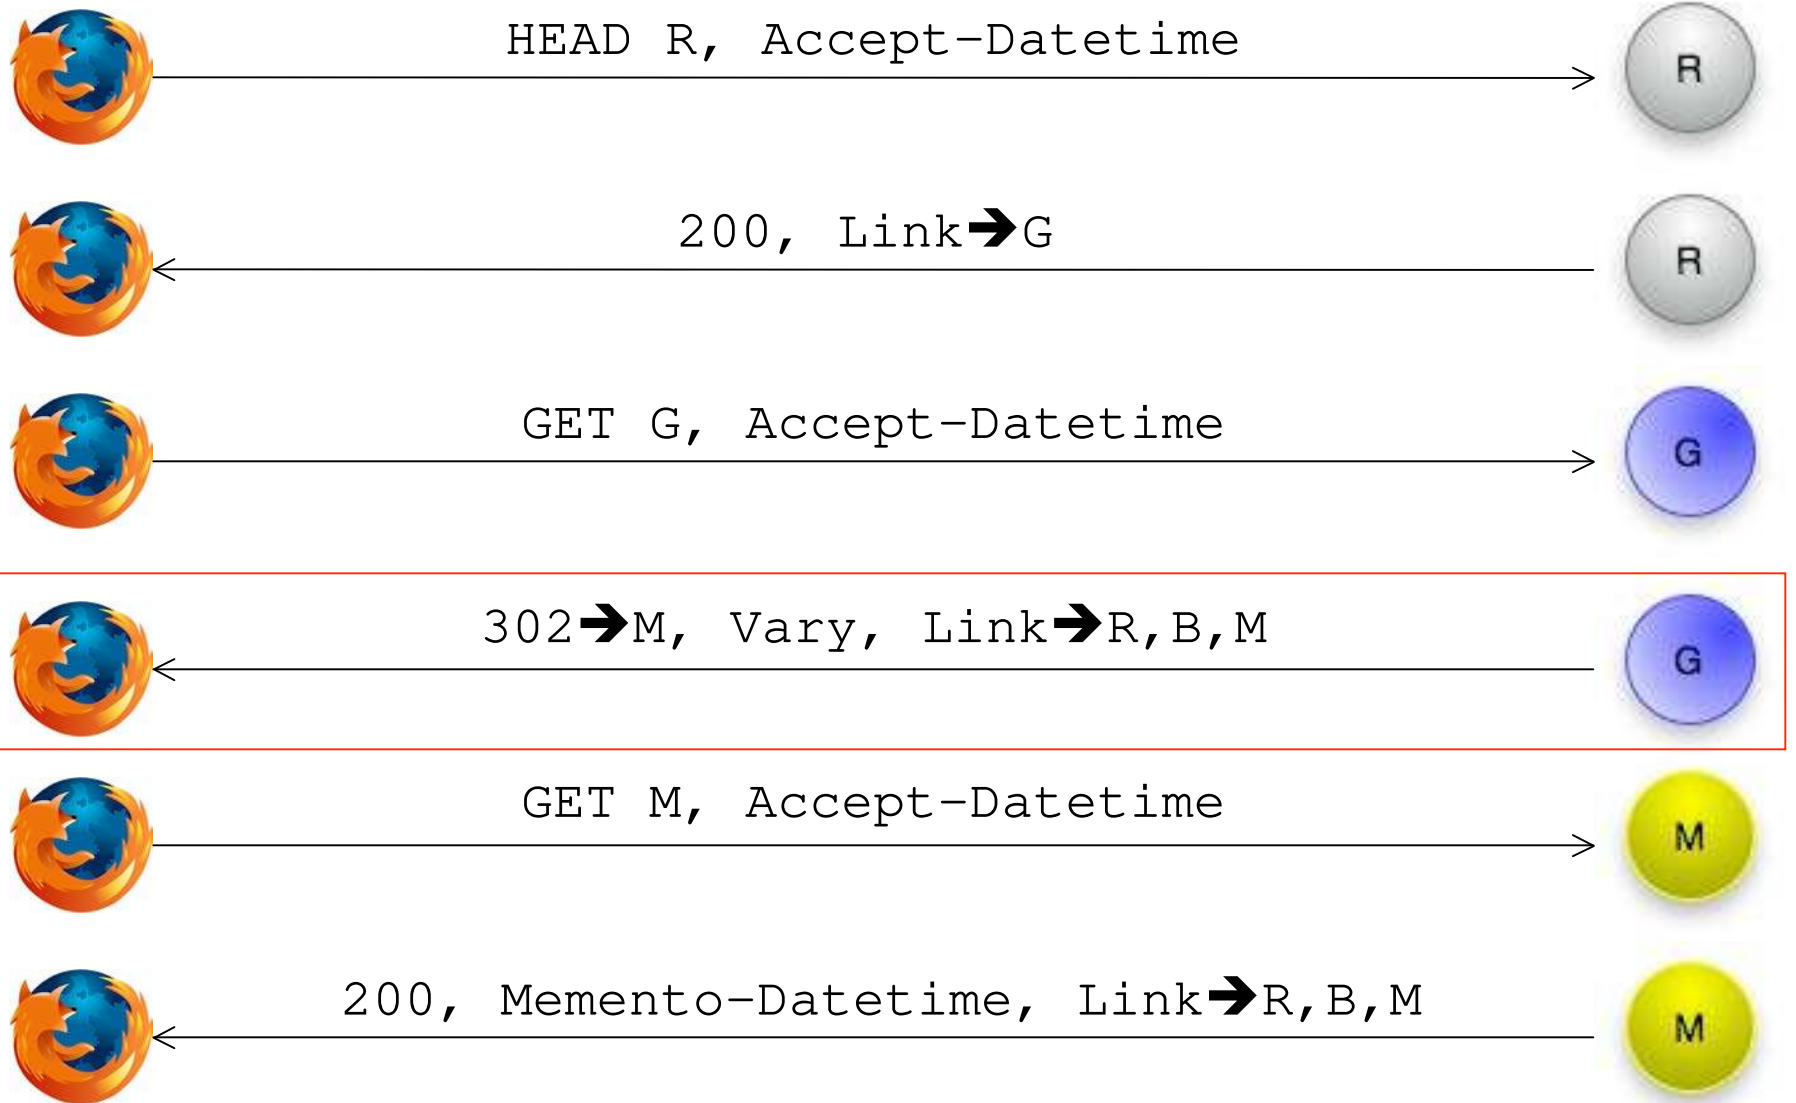 HEAD R, Accept-Datetime
R
200, Link➔G
R
GET G, Accept-Datetime
G
302➔M, Vary, Link➔R,B,M
G
GET M, Accept-Datetime
M
200, Memento-Datetime, Link➔R,B,M
M